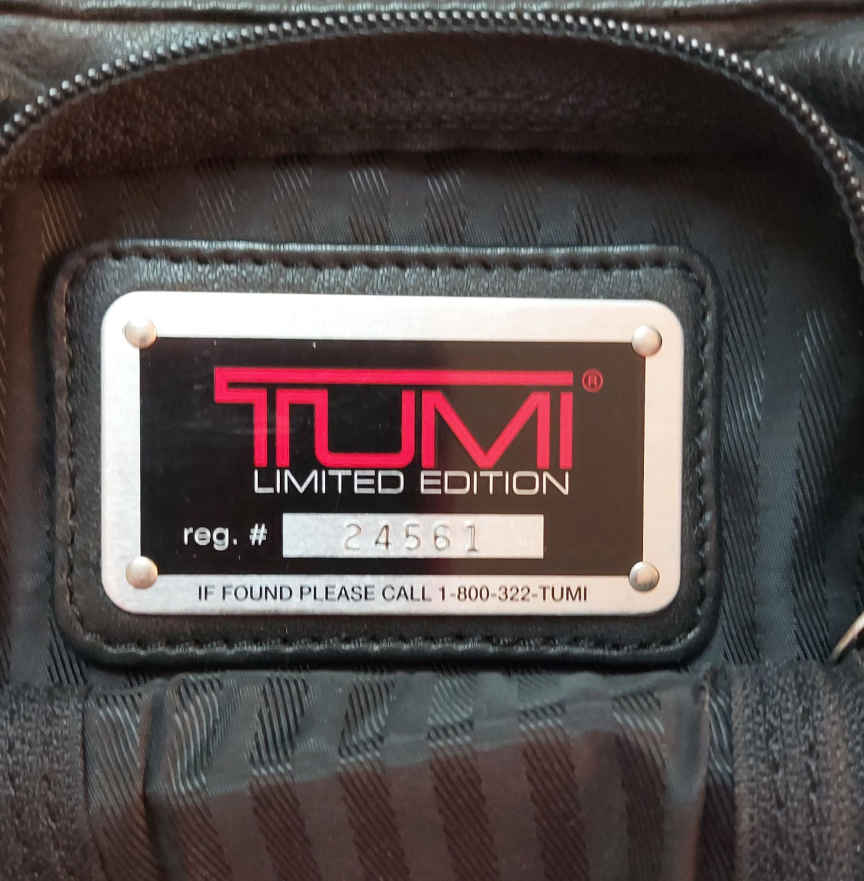 TUMI®
LIMITED EDITION
reg. # 24561
IF FOUND PLEASE CALL 1-800-322-TUMI